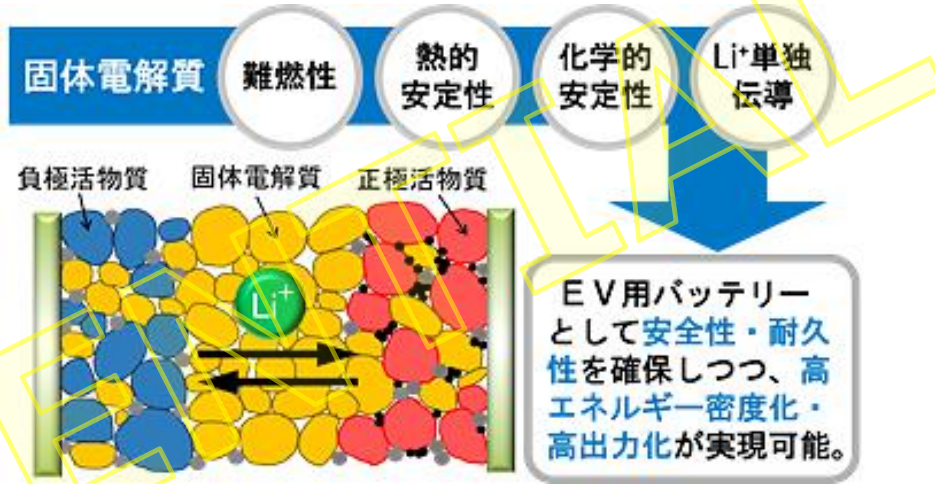 固体電解質
難燃性
熱的
安定性
化学的
安定性
Li⁺単独
伝導
負極活物質
固体電解質
正極活物質
Li⁺
EV用バッテリー
として安全性・耐久
性を確保しつつ、高
エネルギー密度化・
高出力化が実現可能。
ENTIAL